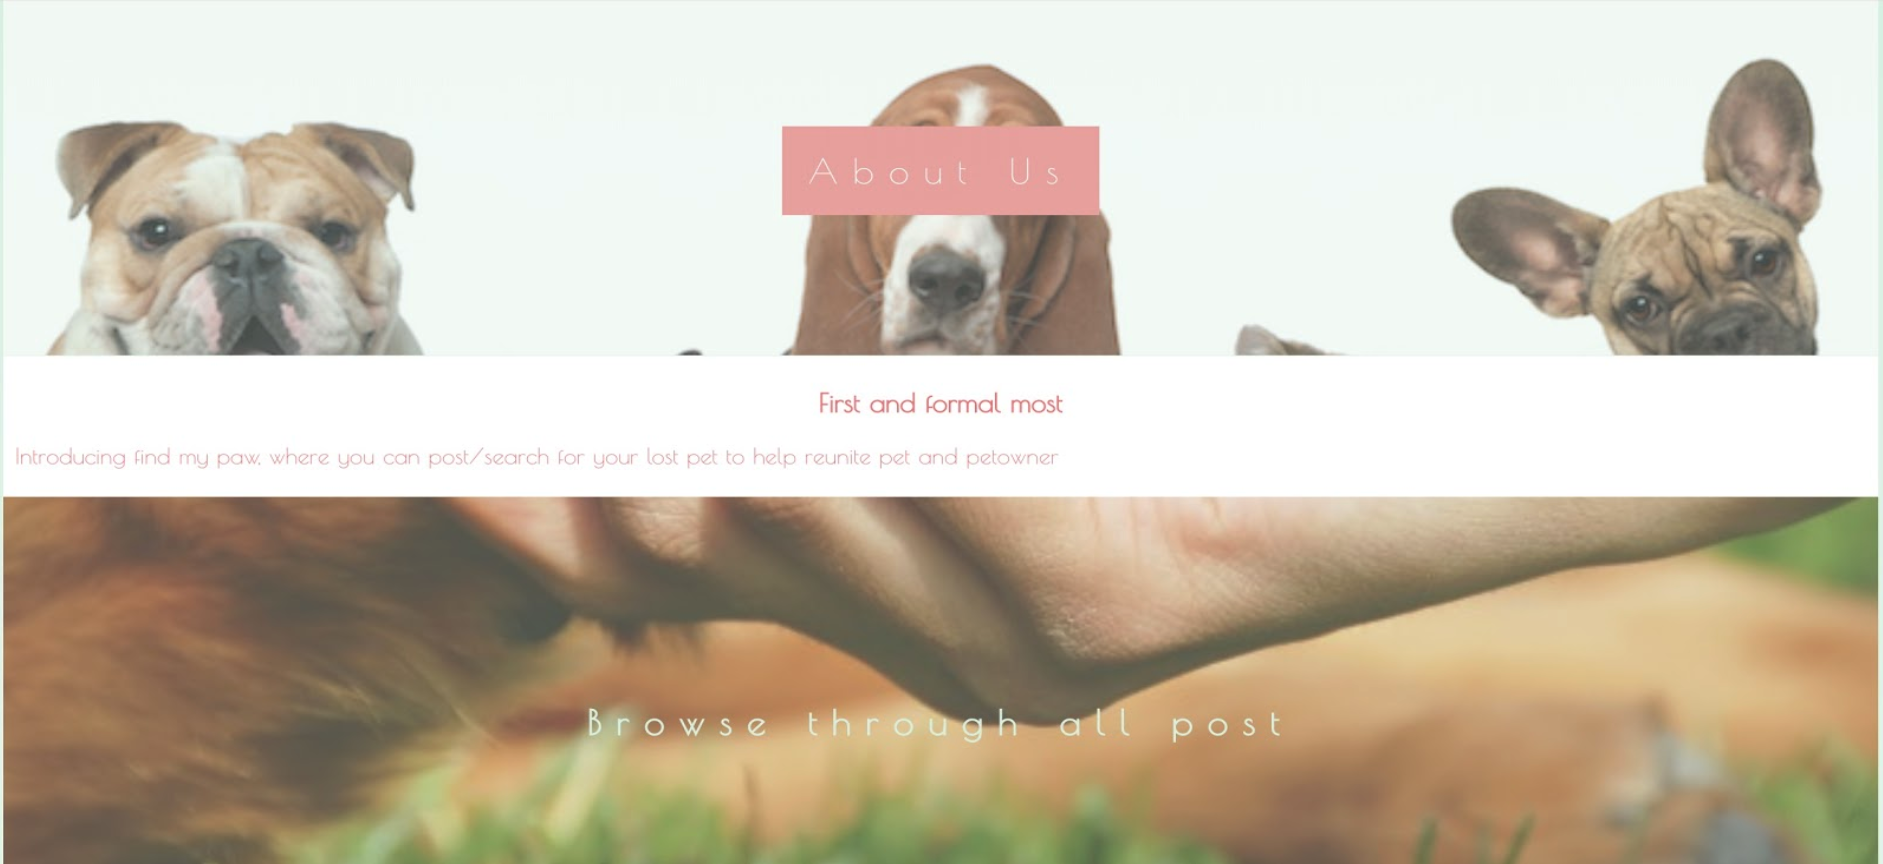 About Us
First and formal most
Introducing find my paw, where you can post/search for your lost pet to help reunite pet and petowner
Browse through all post